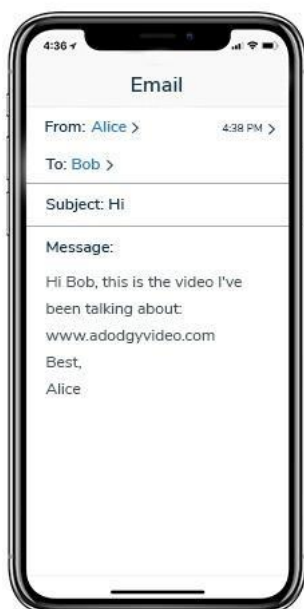 4:36
Email
From: Alice > 4:38 PM >
To: Bob >
Subject: Hi
Message:
Hi Bob, this is the video I've
been talking about:
www.adodgyvideo.com
Best,
Alice